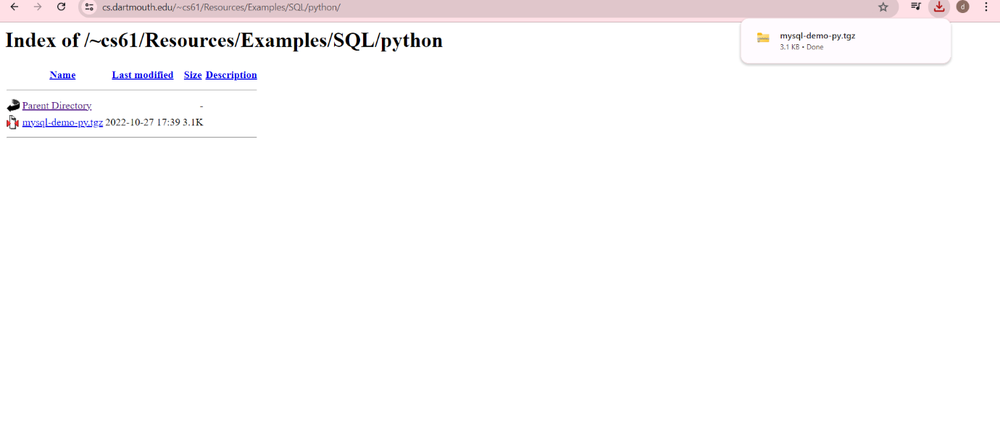 cs.dartmouth.edu/~cs61/Resources/Examples/SQL/python/
d
mysql-demo-py.tgz
3.1 KB • Done
Index of /~cs61/Resources/Examples/SQL/python
Name Last modified Size Description
Parent Directory -
mysql-demo-py.tgz 2022-10-27 17:39 3.1K